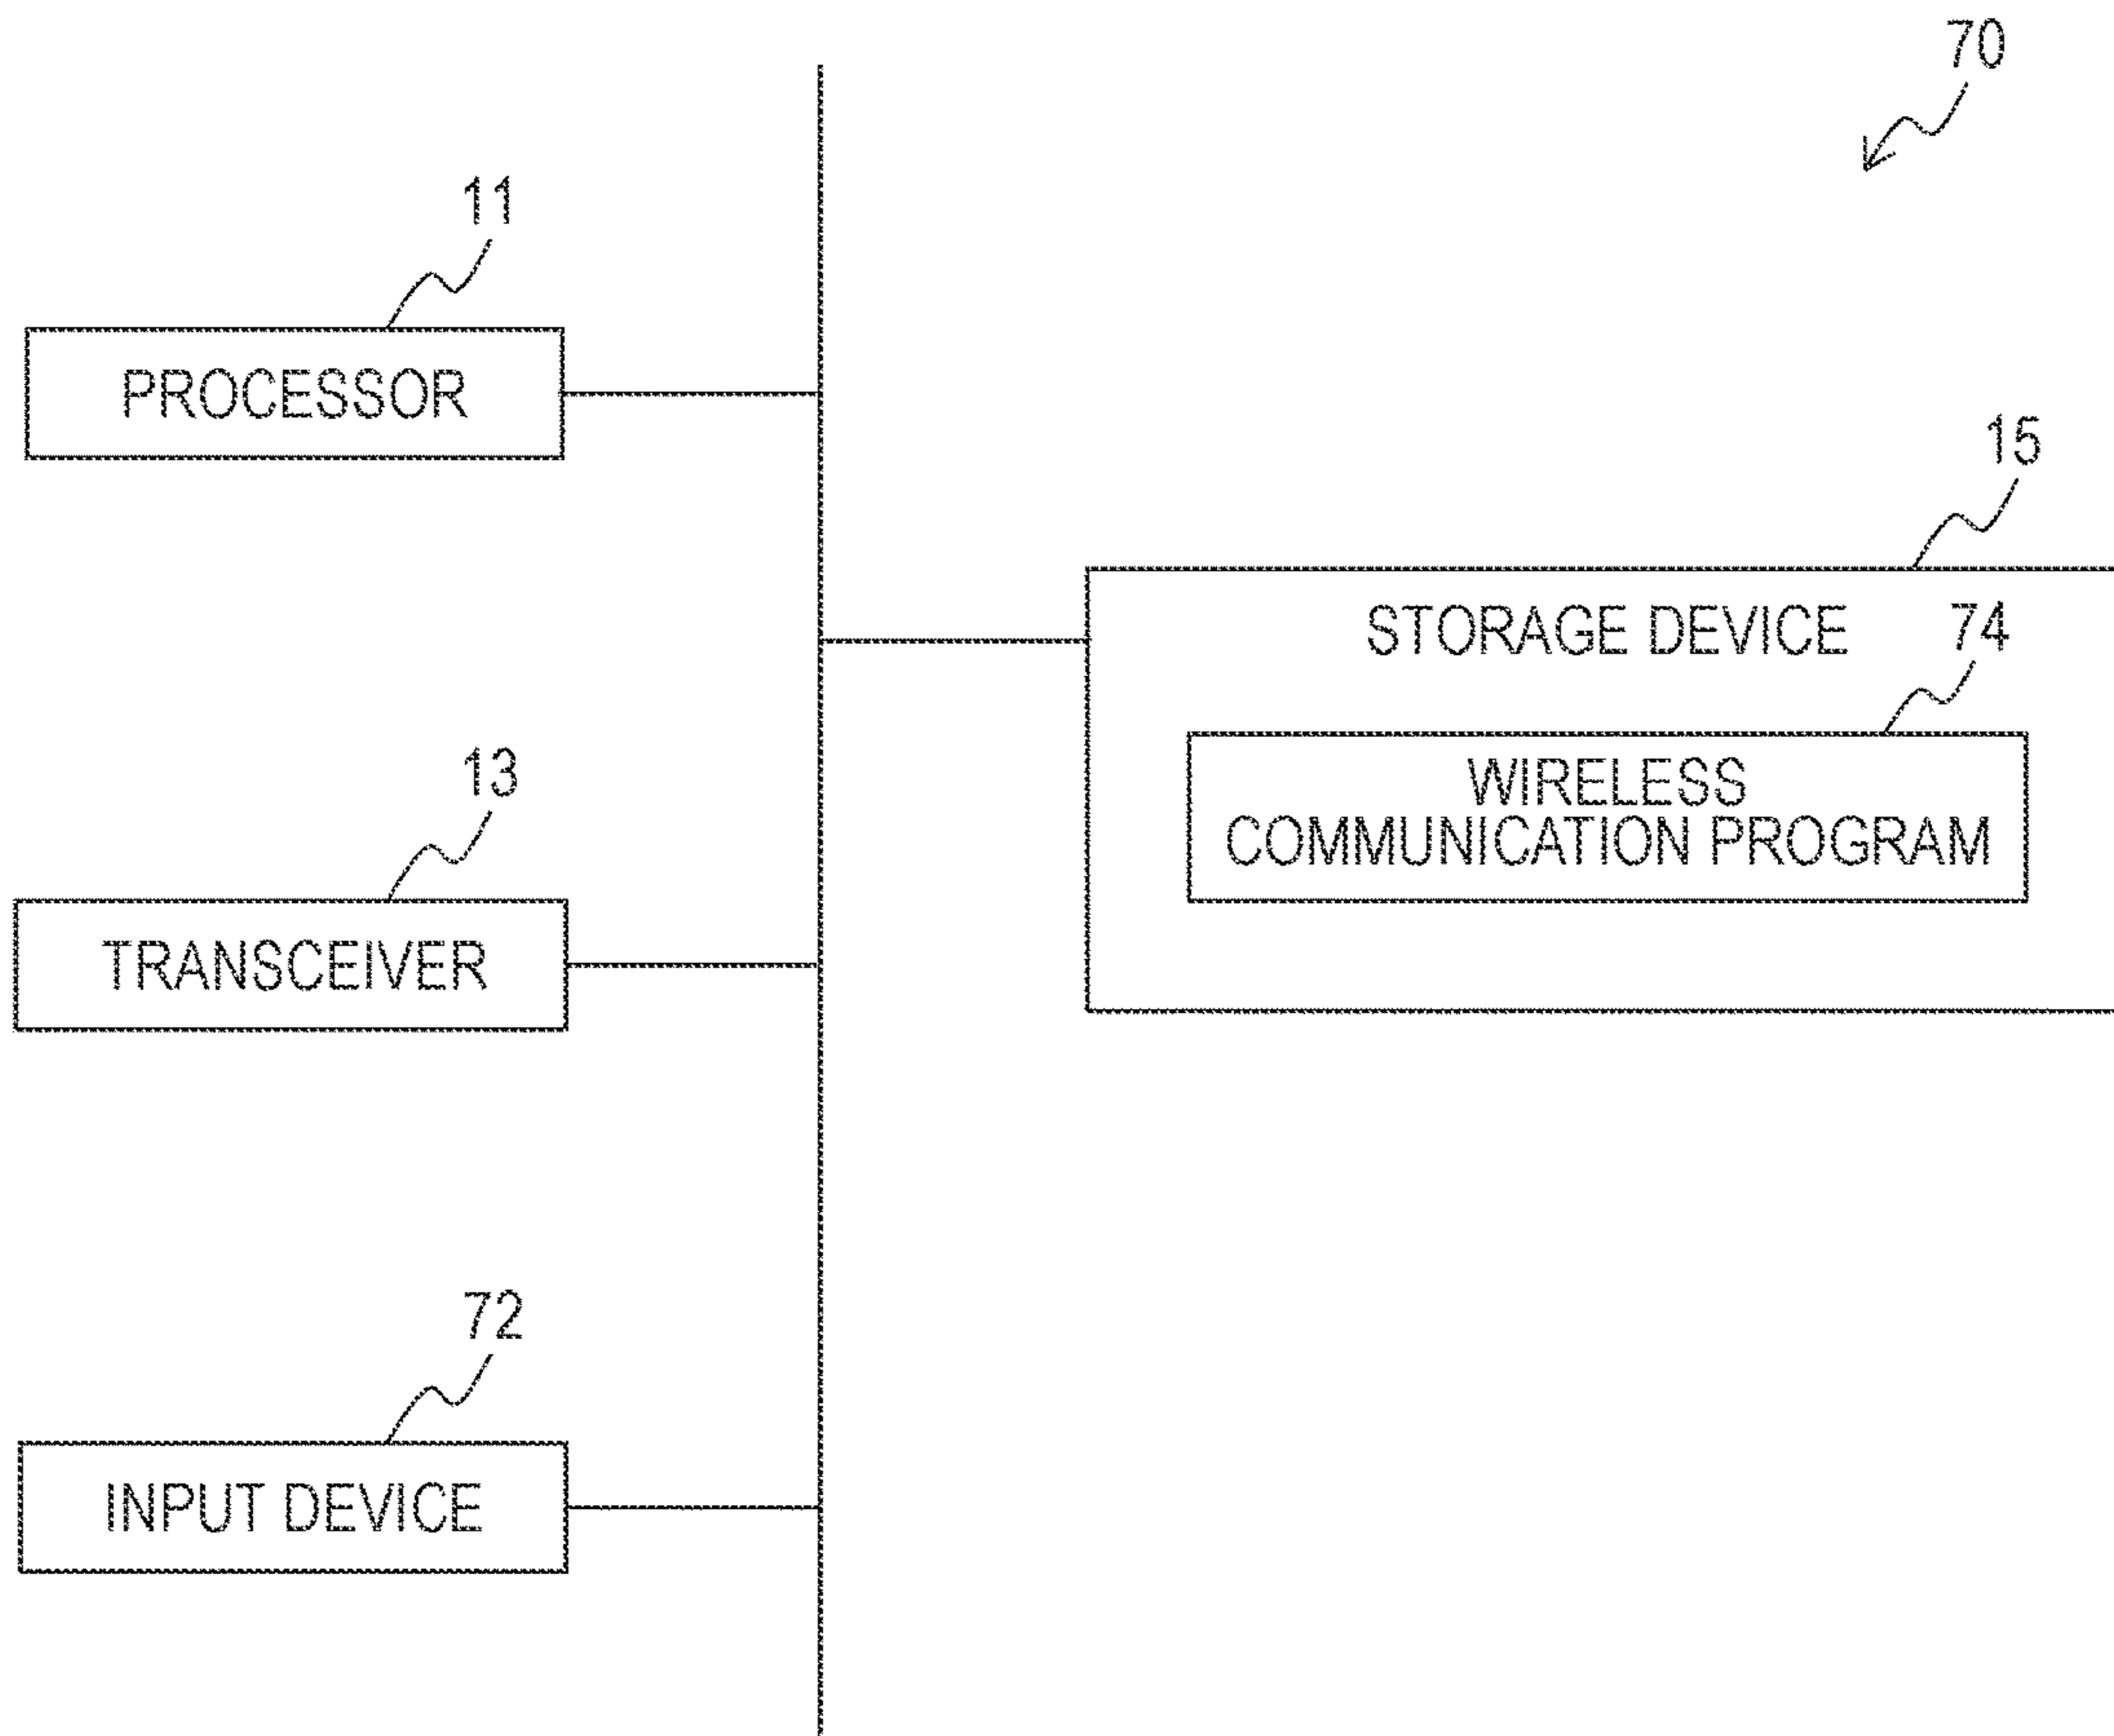 70
11
PROCESSOR
15
STORAGE DEVICE
74
WIRELESS
COMMUNICATION PROGRAM
13
TRANSCEIVER
72
INPUT DEVICE